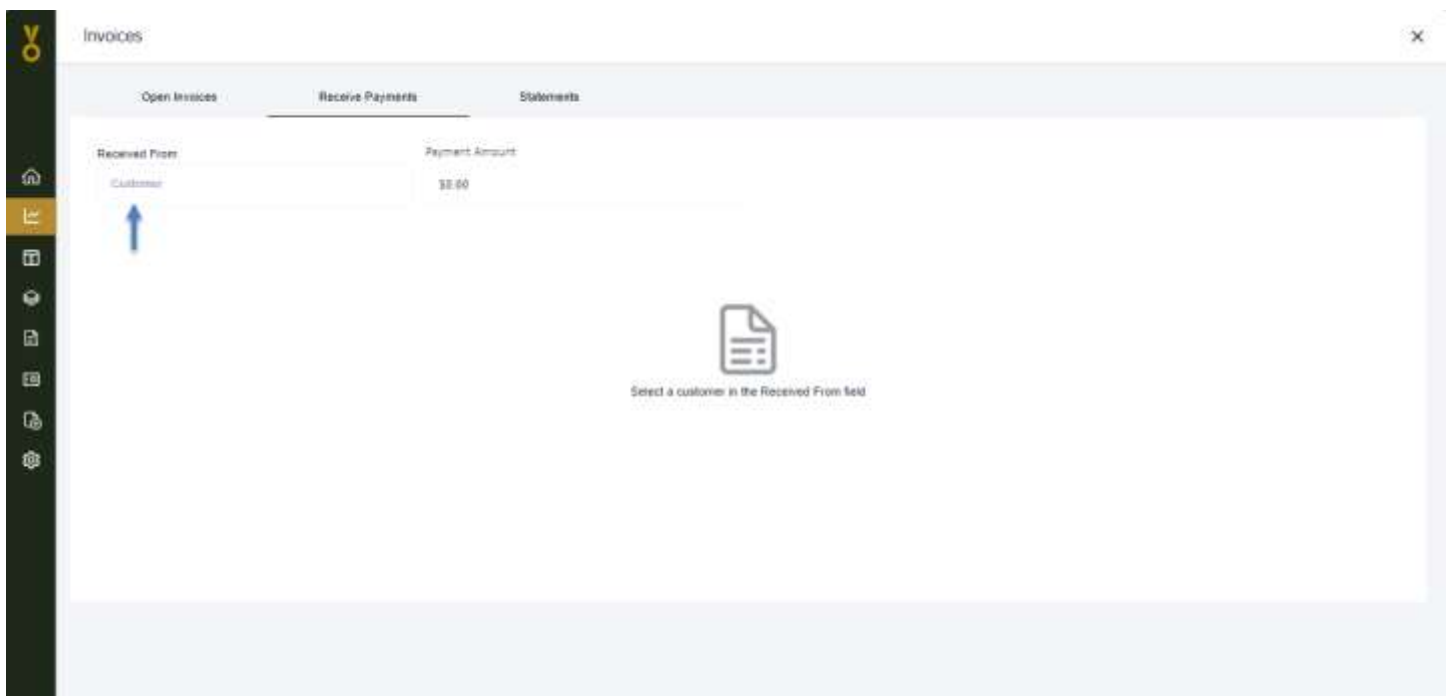 Invoices
Open Invoices
Receive Payments
Statements
Received From
Payment Amount
Customer
$0.00
Select a customer in the Received From field